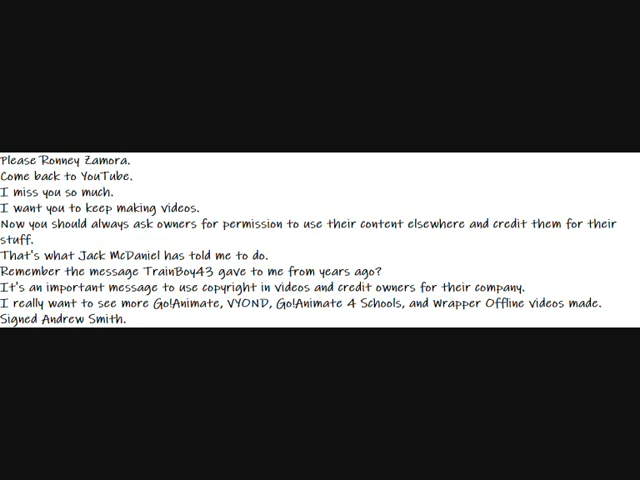 Please Ronney Zamora.
Come back to YouTube.
I miss you so much.
I want you to keep making videos.
Now you should always ask owners for permission to use their content elsewhere and credit them for their
stuff.
That's what Jack McDaniel has told me to do.
Remember the message TrainBoy43 gave to me from years ago?
It's an important message to use copyright in videos and credit owners for their company.
I really want to see more Go!Animate, VYOND, Go!Animate 4 Schools, and Wrapper Offline videos made.
Signed Andrew Smith.